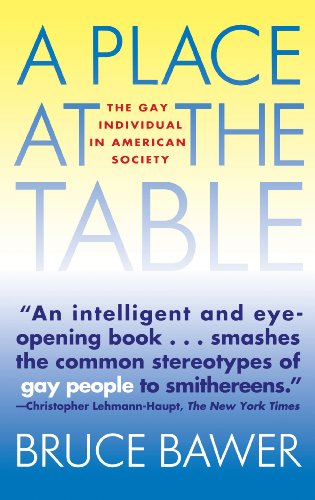 A PLACE
AT THE
THE GAY
INDIVIDUAL
IN AMERICAN
SOCIETY
TABLE
“An intelligent and eye-
opening book . . . smashes
the common stereotypes of
gay people to smithereens.”
—Christopher Lehmann-Haupt, The New York Times
BRUCE BAWER